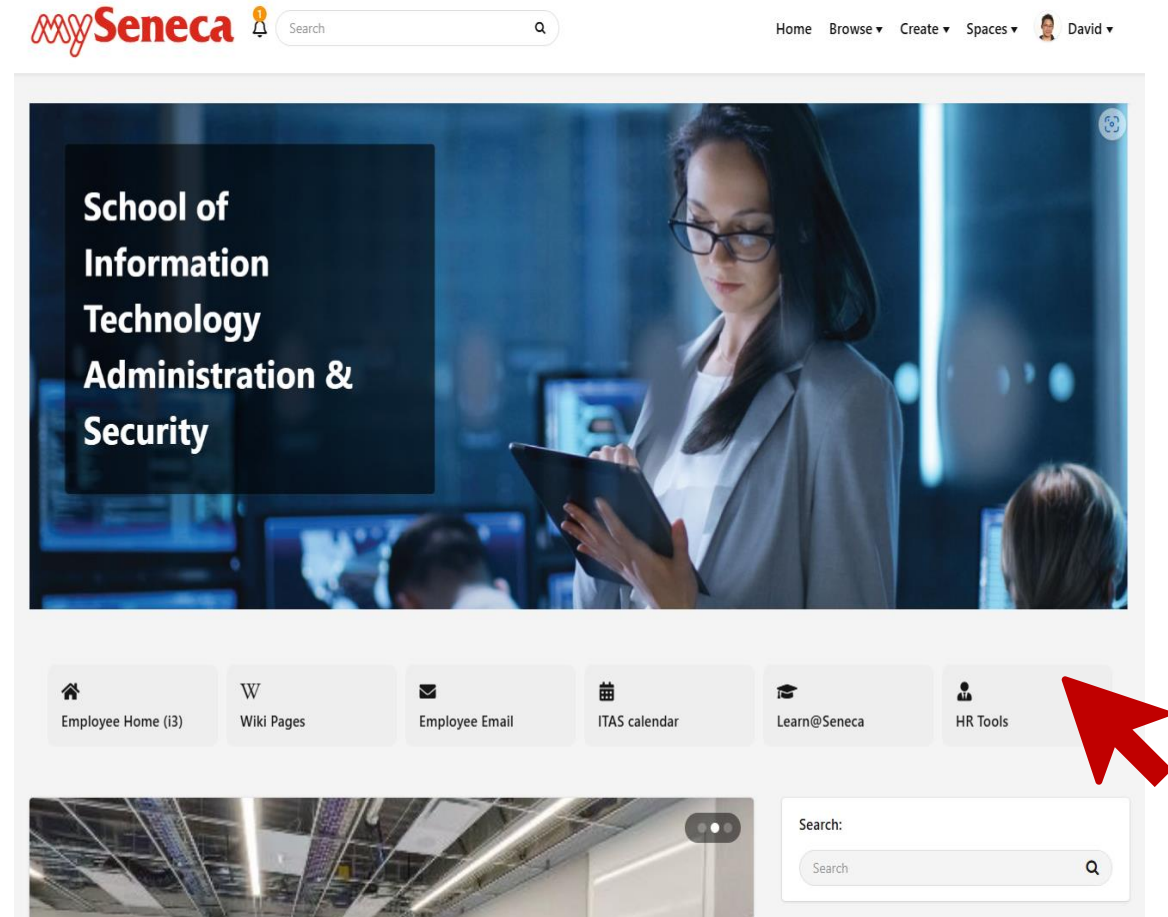 mySeneca
1
Search
Home Browse ▾ Create ▾ Spaces ▾ David ▾
School of
Information
Technology
Administration &
Security
W
Employee Home (i3) Wiki Pages Employee Email ITAS calendar Learn@Seneca HR Tools
Search:
Search